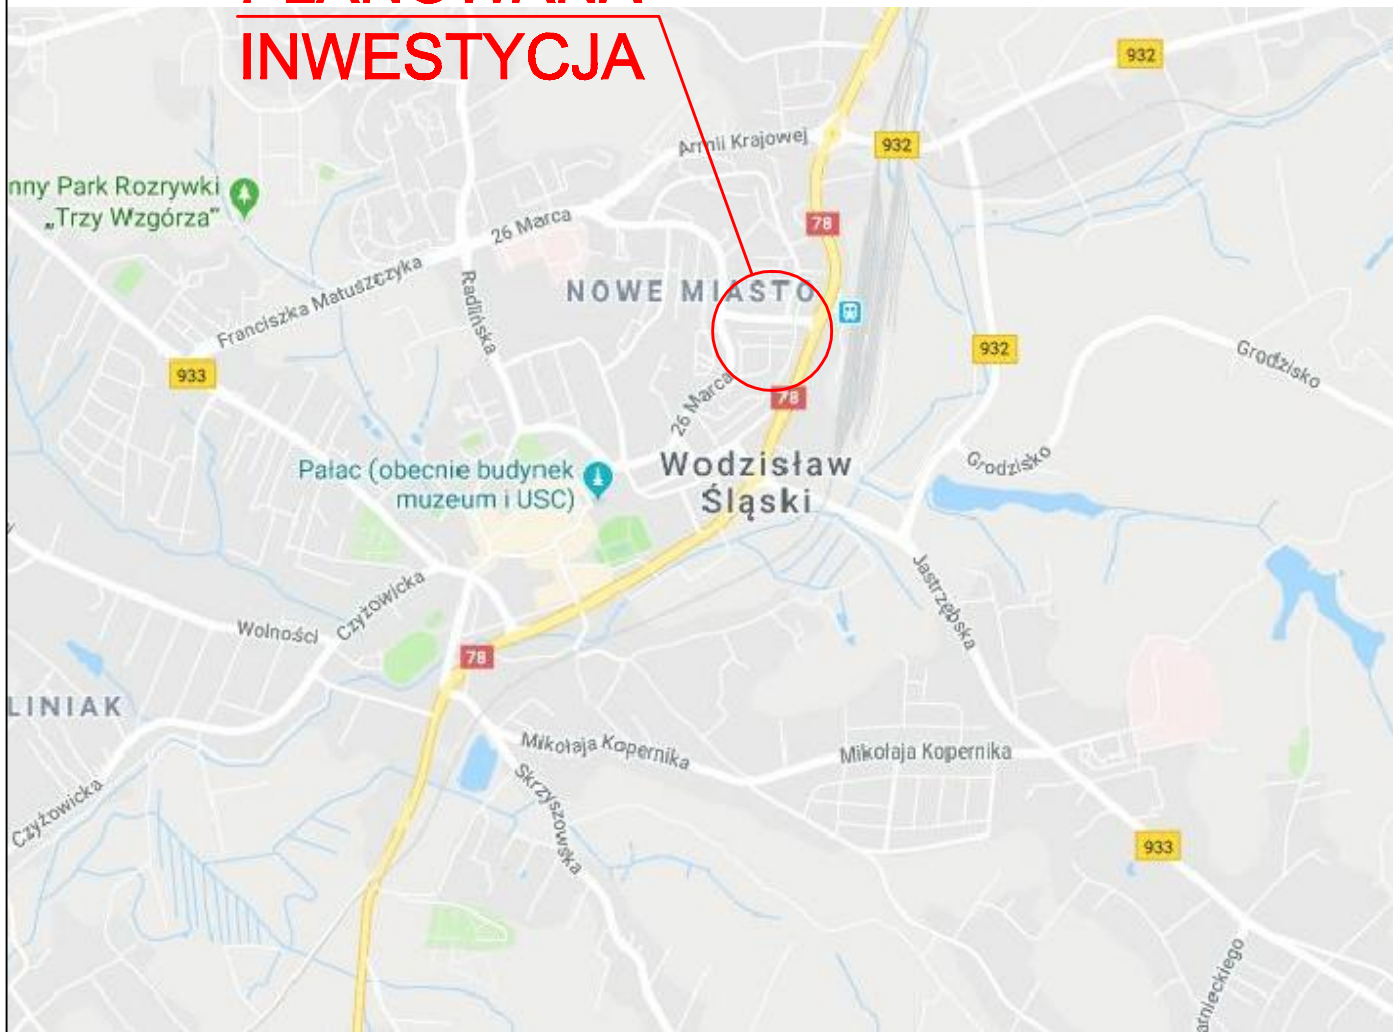 PLANOWANA
INWESTYCJA
932
Armii Krajowej
932
nny Park Rozrywki
„Trzy Wzgórza”
26 Marca
78
NOWE MIASTO
Franciszka Matuszczyka
Radlińska
933
932
Grodzisko
78
26 Marca
Grodzisko
Wodzisław
Śląski
Pałac (obecnie budynek
muzeum i USC)
Jastrzębska
Czyżowicka
Wolności
78
LINIAK
Mikołaja Kopernika
Mikołaja Kopernika
Skrzyszowska
Czyżowicka
933
atnieckiego